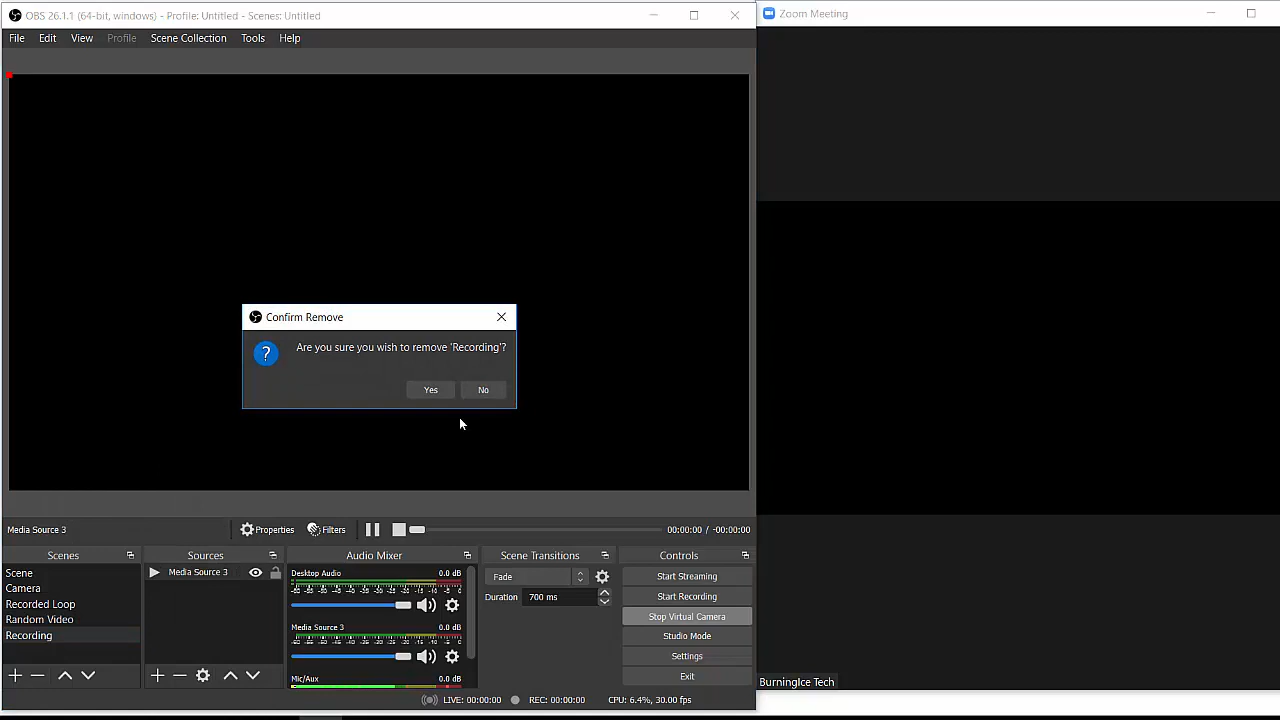 OBS 26.1.1 (64-bit, windows) - Profile: Untitled - Scenes: Untitled
Zoom Meeting
File Edit View Profile Scene Collection Tools Help
Confirm Remove
Are you sure you wish to remove 'Recording'?
Yes No
Media Source 3 Properties Filters 00:00:00 / -00:00:00
Scenes Sources Audio Mixer Scene Transitions Controls
Scene
Camera
Recorded Loop
Random Video
Recording
Media Source 3
Desktop Audio 0.0 dB
Media Source 3 0.0 dB
Mic/Aux 0.0 dB
Fade
Duration 700 ms
Start Streaming
Start Recording
Stop Virtual Camera
Studio Mode
Settings
Exit
BurningIce Tech
LIVE: 00:00:00 REC: 00:00:00 CPU: 6.4%, 30.00 fps